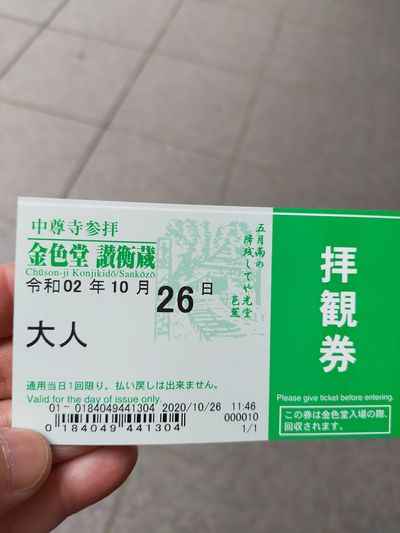 中尊寺参拝
金色堂 讃衡蔵
Chūson-ji Konjikidō/Sankōzō
令和02年10月26日
大人
通用当日1回限り。払い戻しは出来ません。
Valid for the day of issue only.
01- 0184049441304 2020/10/26 11:46
000010
0184049 441304
1/1
五月雨の
降残してや光堂
芭蕉
拝観券
Please give ticket before entering.
この券は金色堂入場の際、
回収されます。